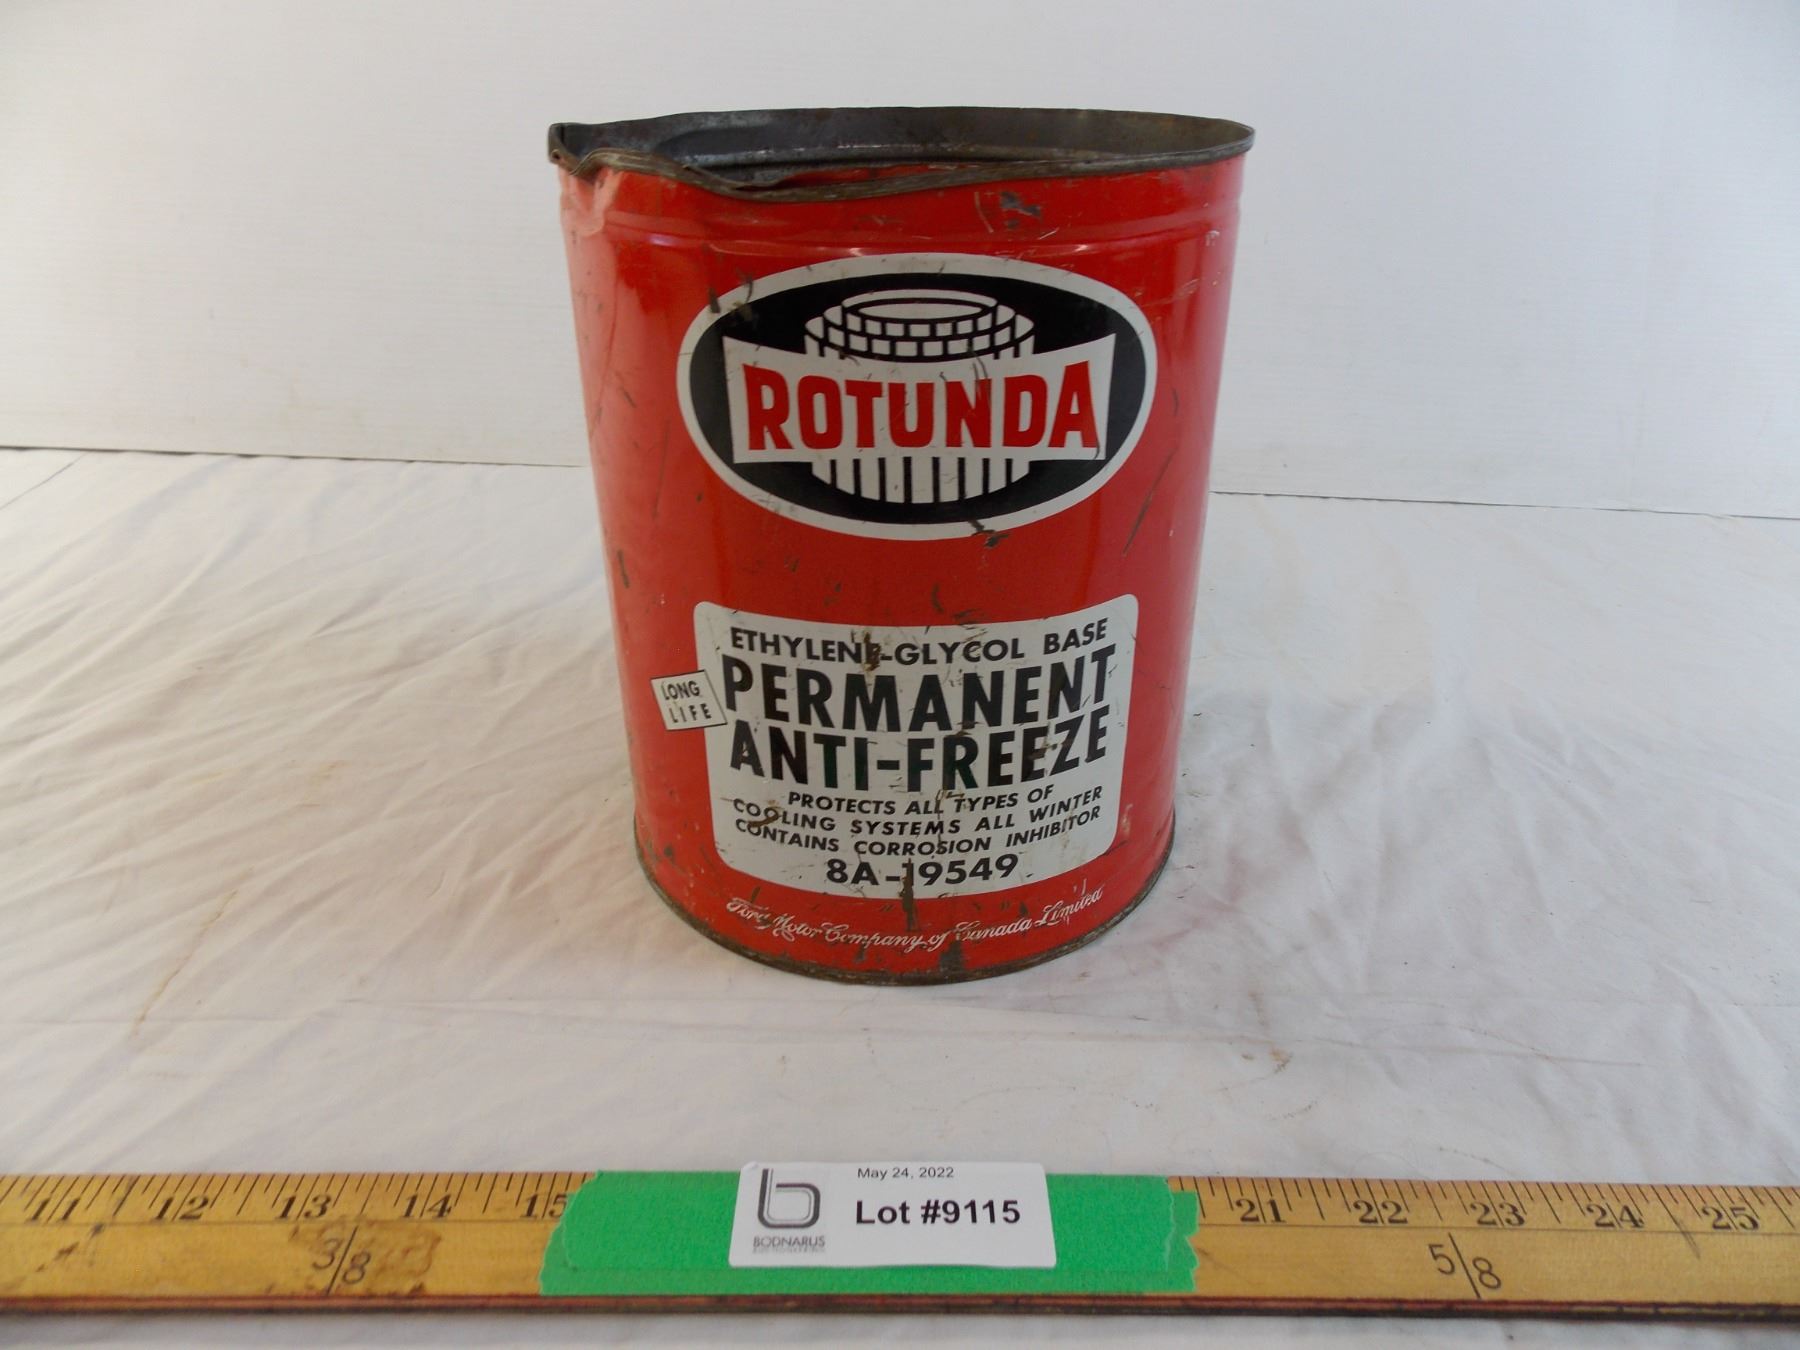 ROTUNDA
ETHYLENE-GLYCOL BASE
LONG
LIFE
PERMANENT
ANTI-FREEZE
PROTECTS ALL TYPES OF
COOLING SYSTEMS ALL WINTER
CONTAINS CORROSION INHIBITOR
8A-19549
Ford Motor Company of Canada Limited
May 24, 2022
Lot #9115
BODNARUS
11 12 13 14 15 21 22 23 24 25
3/8 5/8